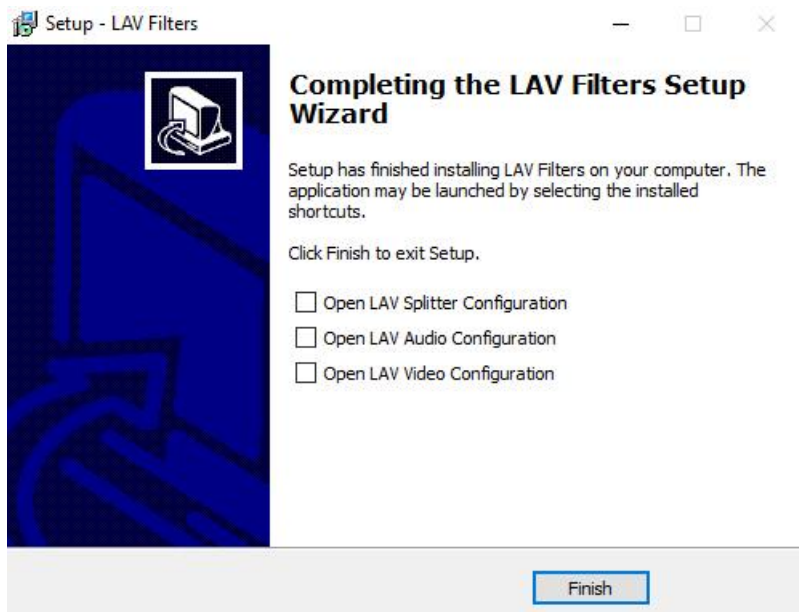 Setup - LAV Filters
Completing the LAV Filters Setup
Wizard
Setup has finished installing LAV Filters on your computer. The
application may be launched by selecting the installed
shortcuts.
Click Finish to exit Setup.
Open LAV Splitter Configuration
Open LAV Audio Configuration
Open LAV Video Configuration
Finish